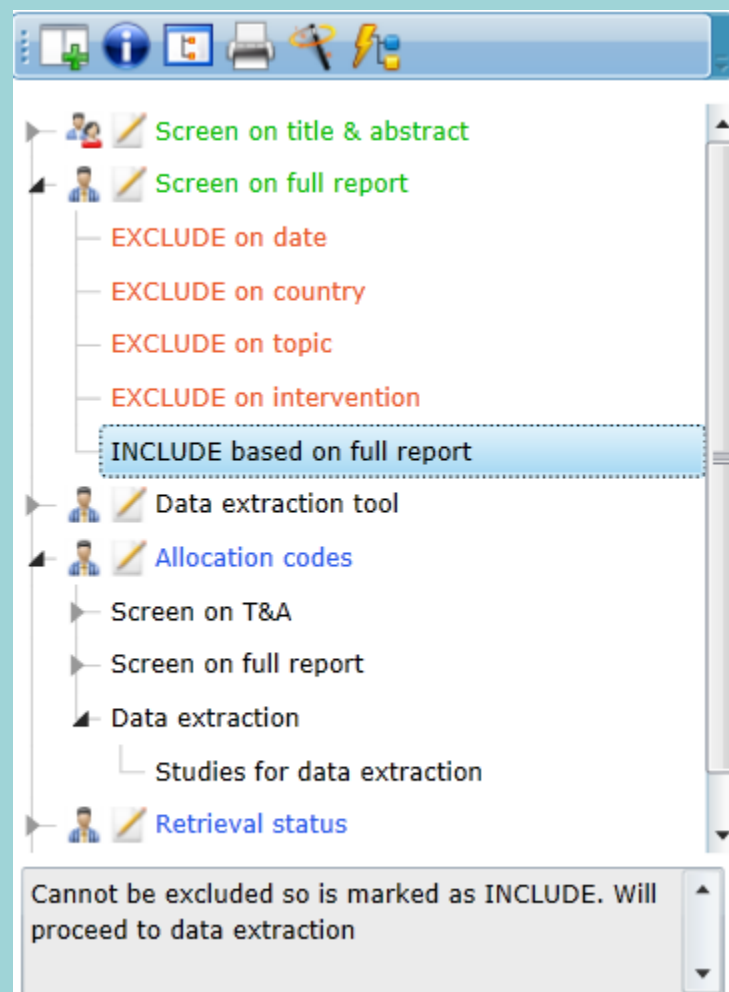 Screen on title & abstract
Screen on full report
EXCLUDE on date
EXCLUDE on country
EXCLUDE on topic
EXCLUDE on intervention
INCLUDE based on full report
Data extraction tool
Allocation codes
Screen on T&A
Screen on full report
Data extraction
Studies for data extraction
Retrieval status
Cannot be excluded so is marked as INCLUDE. Will
proceed to data extraction